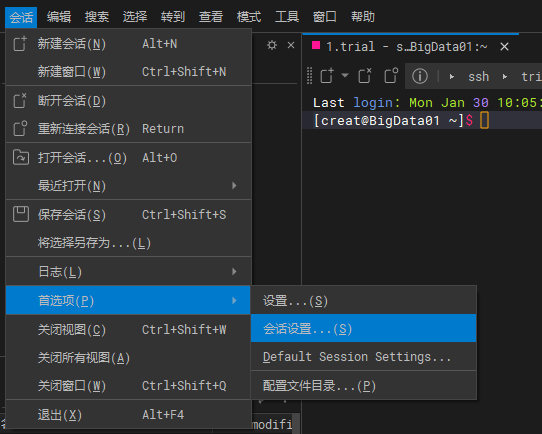 会话 编辑 搜索 选择 转到 查看 模式 工具 窗口 帮助
新建会话(N) Alt+N
新建窗口(W) Ctrl+Shift+N
断开会话(D)
重新连接会话(R) Return
打开会话...(O) Alt+O
最近打开(N)
保存会话(S) Ctrl+Shift+S
将选择另存为...(L)
日志(L)
首选项(P)
关闭视图(C) Ctrl+Shift+W
关闭所有视图(A)
关闭窗口(W) Ctrl+Shift+Q
退出(X) Alt+F4
设置...(S)
会话设置...(S)
Default Session Settings...
配置文件目录...(P)
1.trial - s…BigData01:~
ssh tri
Last login: Mon Jan 30 10:05:
[creat@BigData01 ~]$
modifi